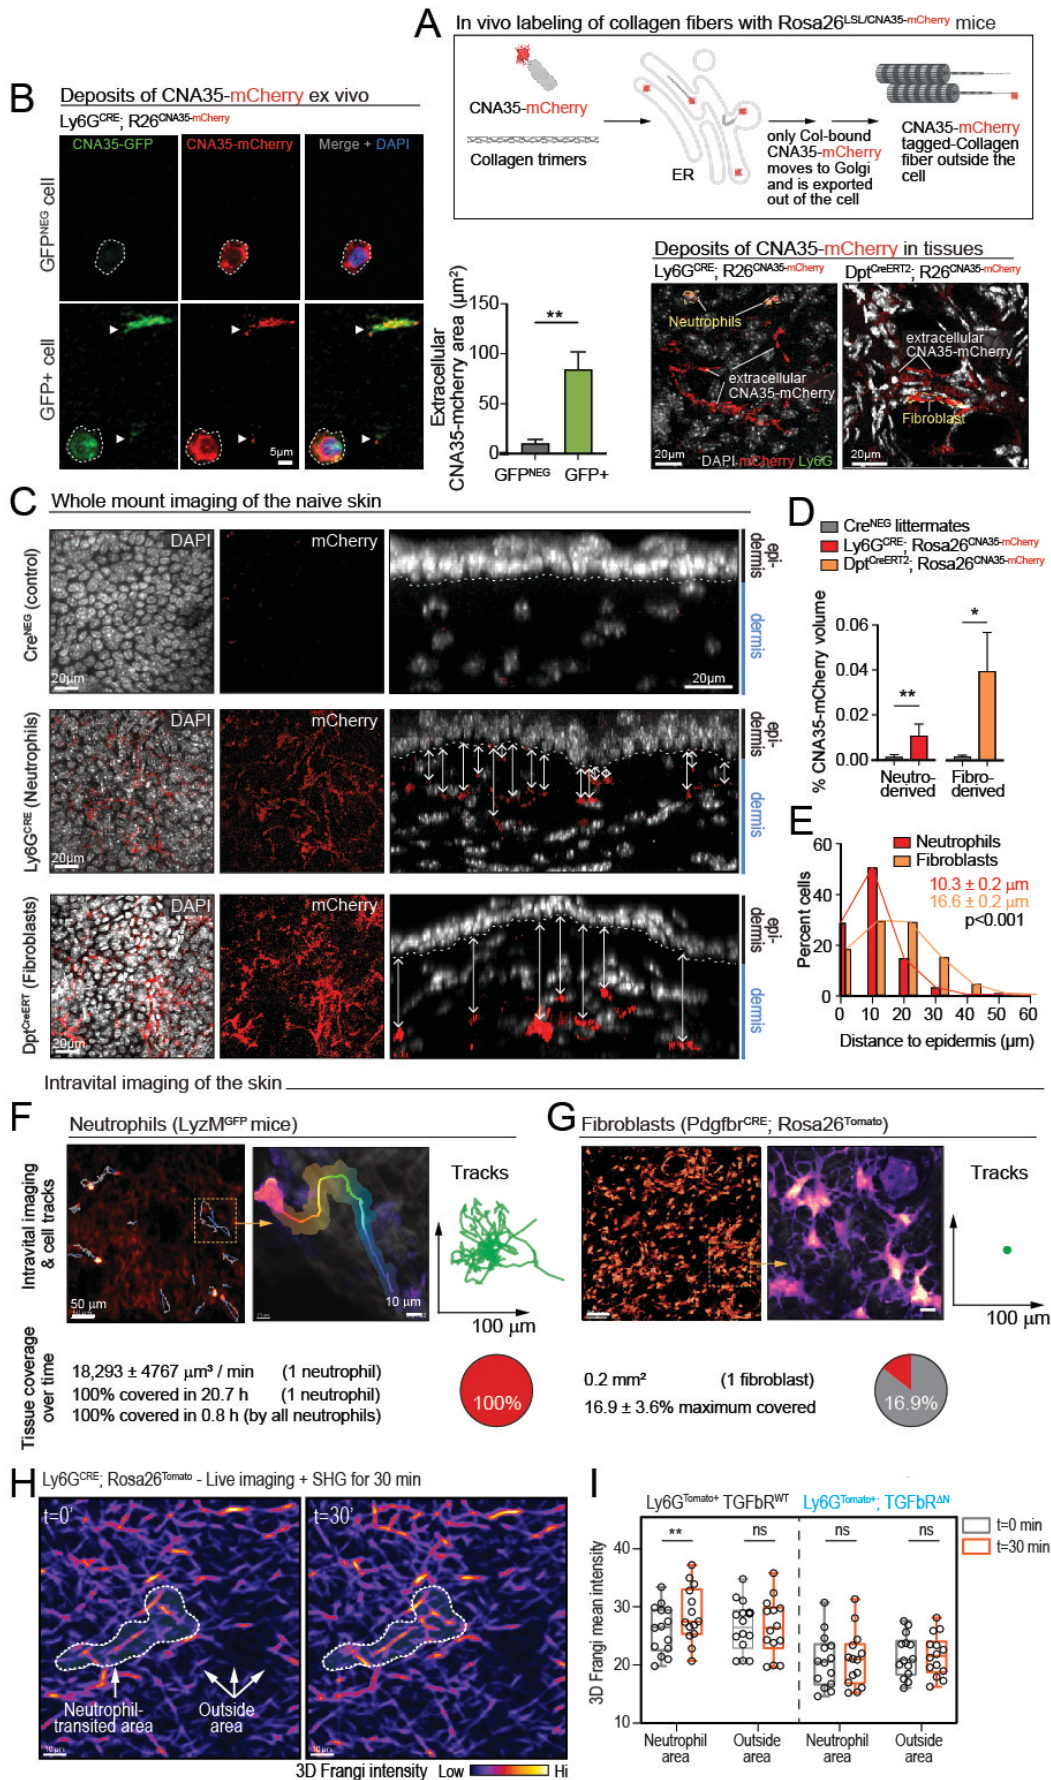 A In vivo labeling of collagen fibers with Rosa26LSL/CNA35-mCherry mice
CNA35-mCherry
Collagen trimers
ER
only Col-bound
CNA35-mCherry
moves to Golgi
and is exported
out of the cell
CNA35-mCherry
tagged-Collagen
fiber outside the
cell
B Deposits of CNA35-mCherry ex vivo
Ly6GCRE; R26CNA35-mCherry
CNA35-GFP
CNA35-mCherry
Merge + DAPI
GFPNEG cell
GFP+ cell
5µm
Extracellular
CNA35-mcherry area (µm²)
150
100
50
0
**
GFPNEG
GFP+
Deposits of CNA35-mCherry in tissues
Ly6GCRE; R26CNA35-mCherry
DptCreERT2; R26CNA35-mCherry
Neutrophils
extracellular
CNA35-mCherry
20µm
DAPI mCherry Ly6G
extracellular
CNA35-mCherry
Fibroblast
20µm
C Whole mount imaging of the naive skin
CreNEG (control)
DAPI
20µm
mCherry
20µm
epi-
dermis
dermis
Ly6GCRE (Neutrophils)
DAPI
20µm
mCherry
epi-
dermis
dermis
DptCreERT (Fibroblasts)
DAPI
20µm
mCherry
epi-
dermis
dermis
D
CreNEG littermates
Ly6GCRE; Rosa26CNA35-mCherry
DptCreERT2; Rosa26CNA35-mCherry
% CNA35-mCherry volume
0.06
0.04
0.02
0.00
**
*
Neutro-
derived
Fibro-
derived
E
Neutrophils
Fibroblasts
10.3 ± 0.2 µm
16.6 ± 0.2 µm
p<0.001
Percent cells
60
40
20
0
0 10 20 30 40 50 60
Distance to epidermis (µm)
Intravital imaging of the skin
F Neutrophils (LyzMGFP mice)
Intravital imaging
& cell tracks
50 µm
10 µm
Tracks
100 µm
Tissue coverage
over time
18,293 ± 4767 µm³ / min (1 neutrophil)
100% covered in 20.7 h (1 neutrophil)
100% covered in 0.8 h (by all neutrophils)
100%
G Fibroblasts (PdgfbrCRE; Rosa26Tomato)
Tracks
100 µm
0.2 mm² (1 fibroblast)
16.9 ± 3.6% maximum covered
16.9%
H Ly6GCRE; Rosa26Tomato - Live imaging + SHG for 30 min
t=0'
Neutrophil-
transited area
Outside
area
10 µm
t=30'
10 µm
3D Frangi intensity Low Hi
I
Ly6GTomato+ TGFbRWT
Ly6GTomato+; TGFbRΔN
t=0 min
t=30 min
3D Frangi mean intensity
40
30
20
10
**
ns
ns
ns
Neutrophil
area
Outside
area
Neutrophil
area
Outside
area